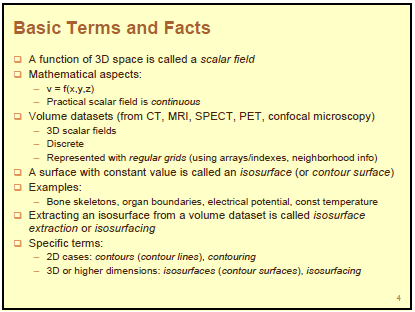 Basic Terms and Facts
A function of 3D space is called a scalar field
Mathematical aspects:
– v = f(x,y,z)
– Practical scalar field is continuous
Volume datasets (from CT, MRI, SPECT, PET, confocal microscopy)
– 3D scalar fields
– Discrete
– Represented with regular grids (using arrays/indexes, neighborhood info)
A surface with constant value is called an isosurface (or contour surface)
Examples:
– Bone skeletons, organ boundaries, electrical potential, const temperature
Extracting an isosurface from a volume dataset is called isosurface
extraction or isosurfacing
Specific terms:
– 2D cases: contours (contour lines), contouring
– 3D or higher dimensions: isosurfaces (contour surfaces), isosurfacing
4